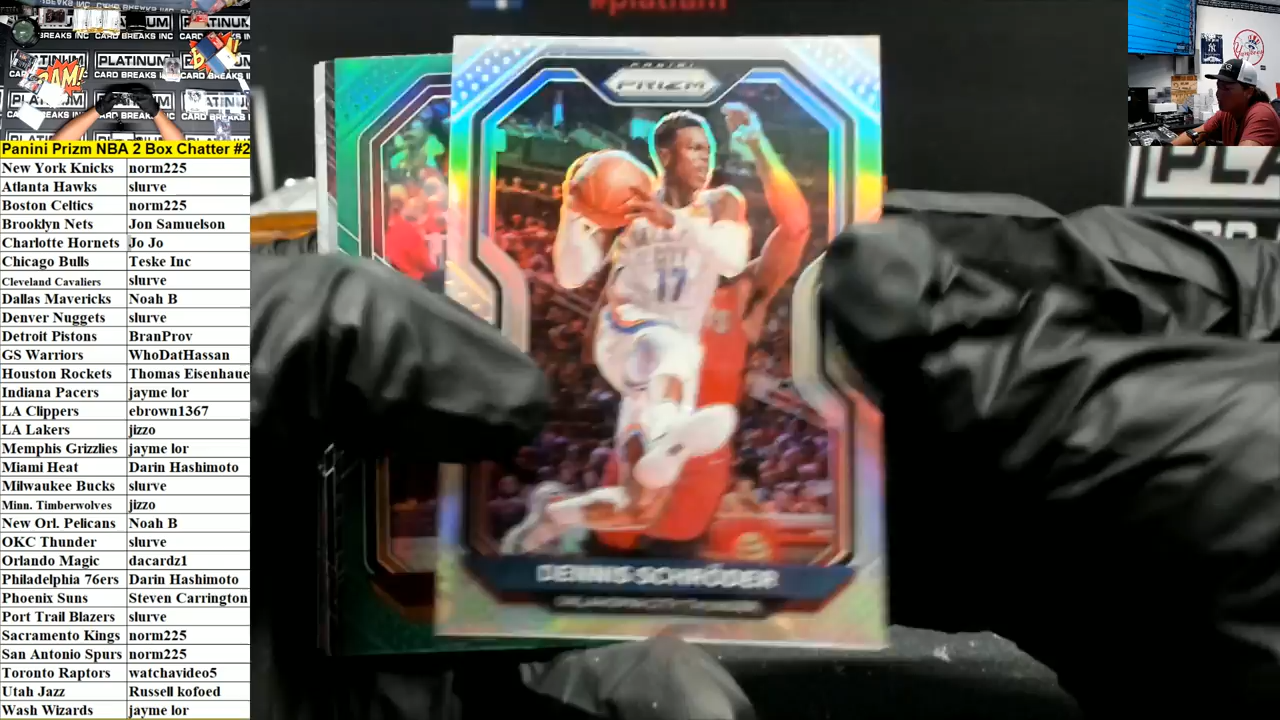 #platinum
PLATINUM
CARD BREAKS INC
BAM!
Panini Prizm NBA 2 Box Chatter #2
New York Knicks norm225
Atlanta Hawks slurve
Boston Celtics norm225
Brooklyn Nets Jon Samuelson
Charlotte Hornets Jo Jo
Chicago Bulls Teske Inc
Cleveland Cavaliers slurve
Dallas Mavericks Noah B
Denver Nuggets slurve
Detroit Pistons BranProv
GS Warriors WhoDatHassan
Houston Rockets Thomas Eisenhaue
Indiana Pacers jayme lor
LA Clippers ebrown1367
LA Lakers jizzo
Memphis Grizzlies jayme lor
Miami Heat Darin Hashimoto
Milwaukee Bucks slurve
Minn. Timberwolves jizzo
New Orl. Pelicans Noah B
OKC Thunder slurve
Orlando Magic dacardz1
Philadelphia 76ers Darin Hashimoto
Phoenix Suns Steven Carrington
Port Trail Blazers slurve
Sacramento Kings norm225
San Antonio Spurs norm225
Toronto Raptors watchavideo5
Utah Jazz Russell kofoed
Wash Wizards jayme lor
PANINI
PRIZM
17
DENNIS SCHRÖDER
PLA